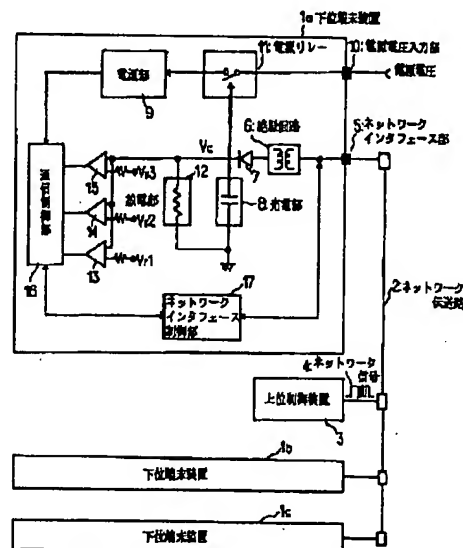 1a下位端末装置
11:電源リレー
10:電源電圧入力部
電源電圧
電源部
9
6:絶縁回路
5:ネットワーク
インタフェース部
Vc
7
12
放電部
8:充電部
15
Vr3
14
Vr2
13
Vr1
16
17
ネットワーク
インタフェース
制御部
2:ネットワーク
伝送路
4:ネットワーク
信号
上位制御装置
3
1b
下位端末装置
1c
下位端末装置